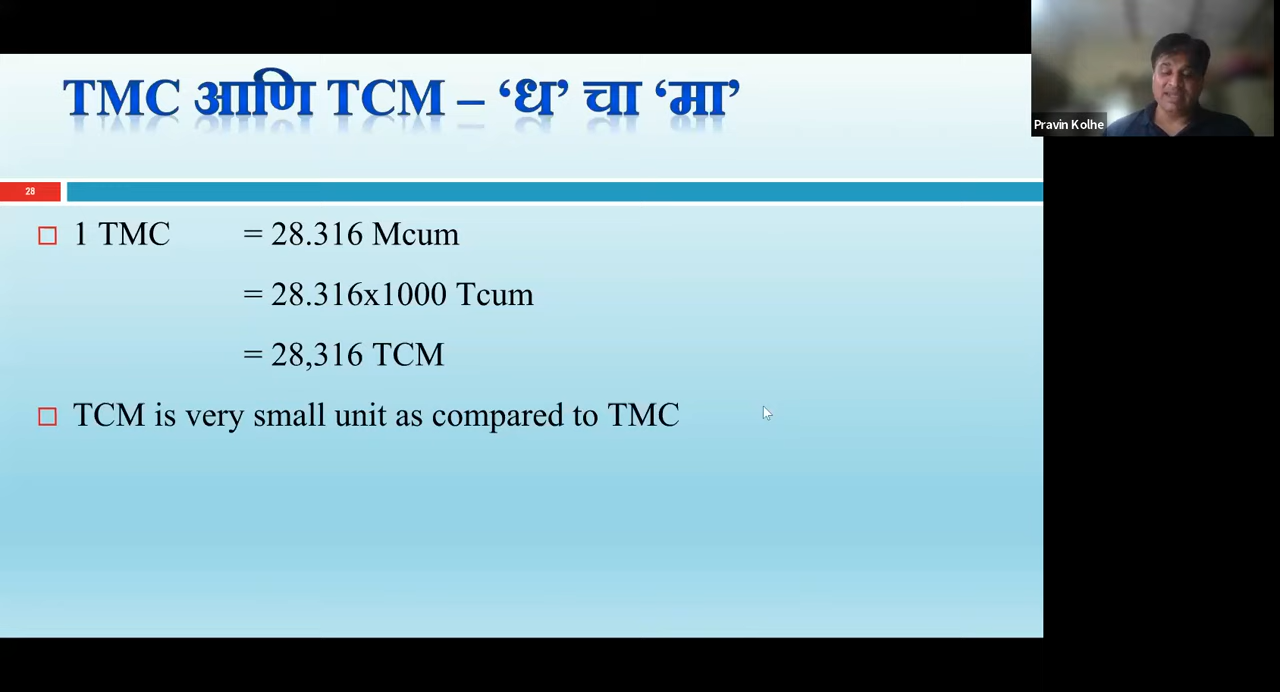 TMC आणि TCM – ‘ध’ चा ‘मा’
Pravin Kolhe
28
1 TMC = 28.316 Mcum
= 28.316x1000 Tcum
= 28,316 TCM
TCM is very small unit as compared to TMC